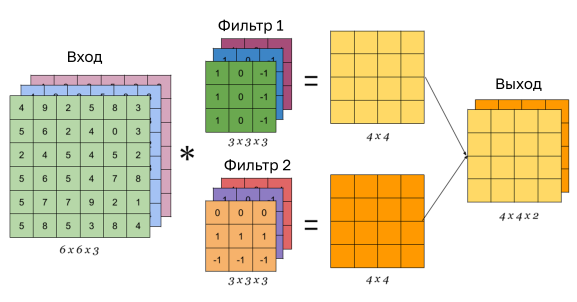 Вход
4 9 2 5 8 3
5 6 2 4 0 3
2 4 5 4 5 2
5 6 5 4 7 8
5 7 7 9 2 1
5 8 5 3 8 4
6 x 6 x 3
*
Фильтр 1
1 0 -1
1 0 -1
1 0 -1
3 x 3 x 3
=
4 x 4
Фильтр 2
0 0 0
1 1 1
-1 -1 -1
3 x 3 x 3
=
4 x 4
Выход
4 x 4 x 2